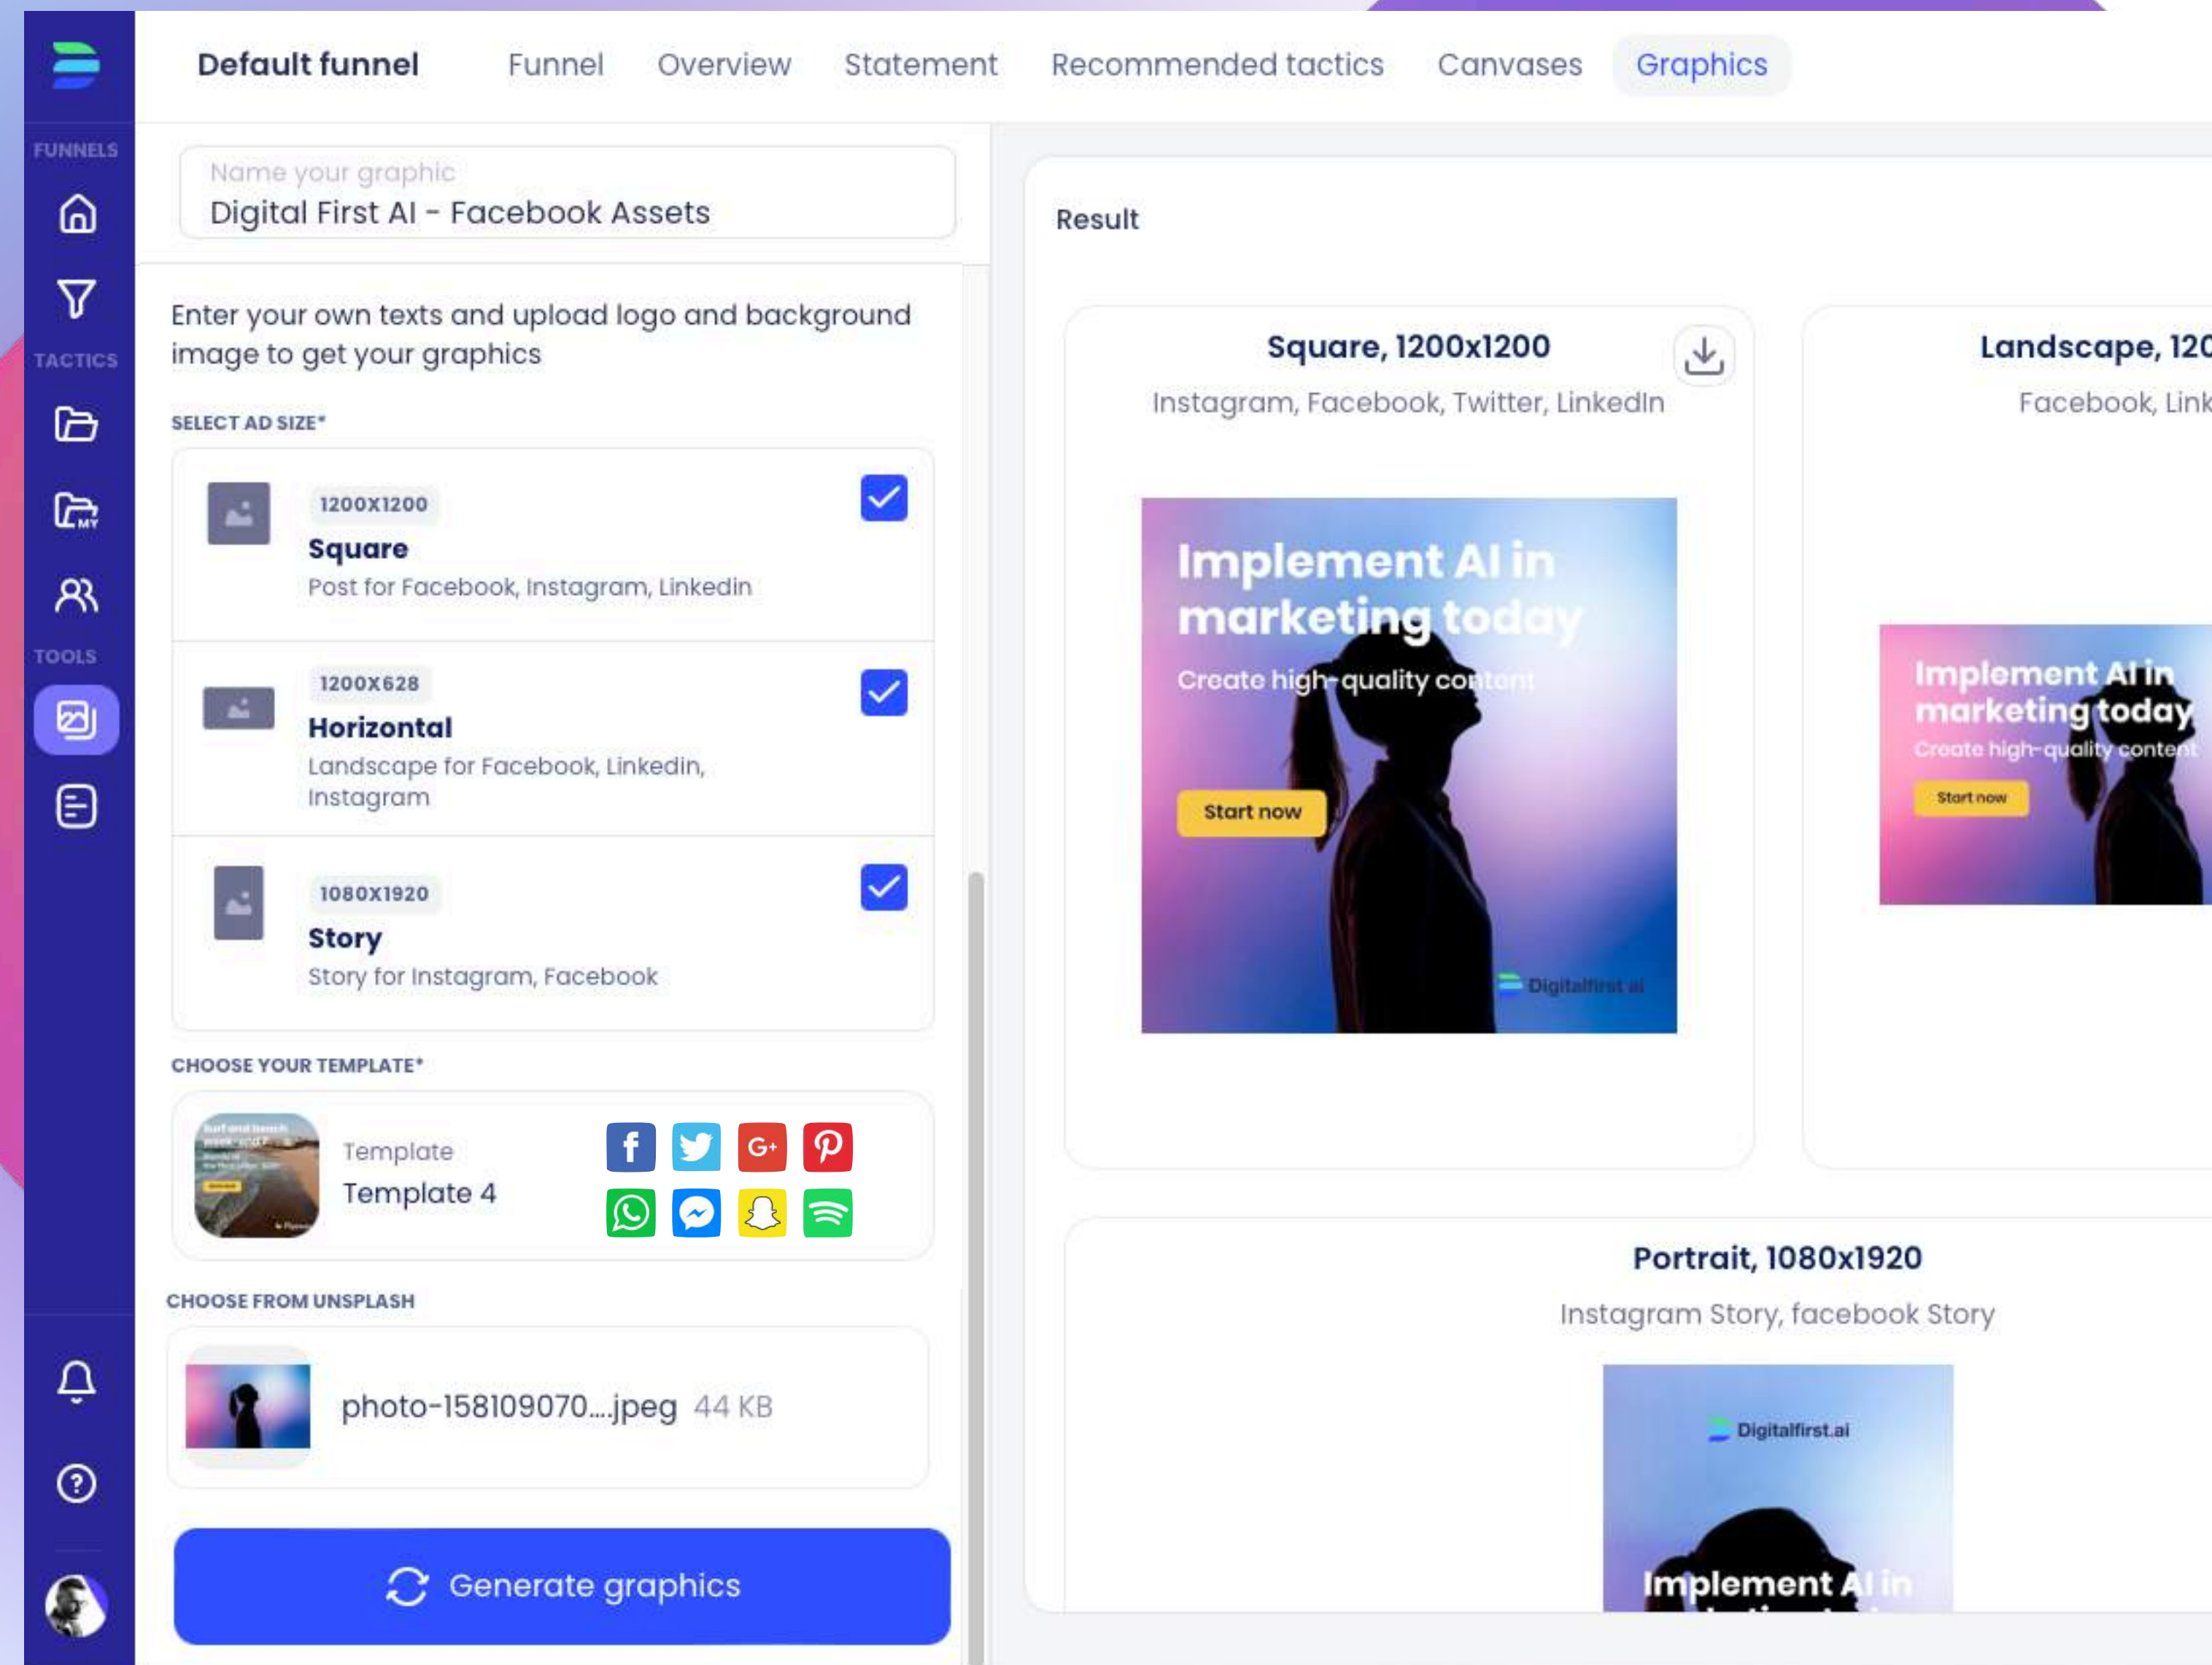 Default funnel
Funnel
Overview
Statement
Recommended tactics
Canvases
Graphics
FUNNELS
TACTICS
MY
TOOLS
Name your graphic
Digital First AI - Facebook Assets
Enter your own texts and upload logo and background
image to get your graphics
SELECT AD SIZE*
1200X1200
Square
Post for Facebook, Instagram, Linkedin
1200X628
Horizontal
Landscape for Facebook, Linkedin,
Instagram
1080X1920
Story
Story for Instagram, Facebook
CHOOSE YOUR TEMPLATE*
Surf and beach
Template
Template 4
f
G+
CHOOSE FROM UNSPLASH
photo-158109070....jpeg 44 KB
Generate graphics
Result
Square, 1200x1200
Instagram, Facebook, Twitter, LinkedIn
Implement AI in
marketing today
Create high-quality content
Start now
Digitalfirst.ai
Landscape, 120
Facebook, Link
Implement AI in
marketing today
Create high-quality content
Start now
Portrait, 1080x1920
Instagram Story, facebook Story
Digitalfirst.ai
Implement AI in